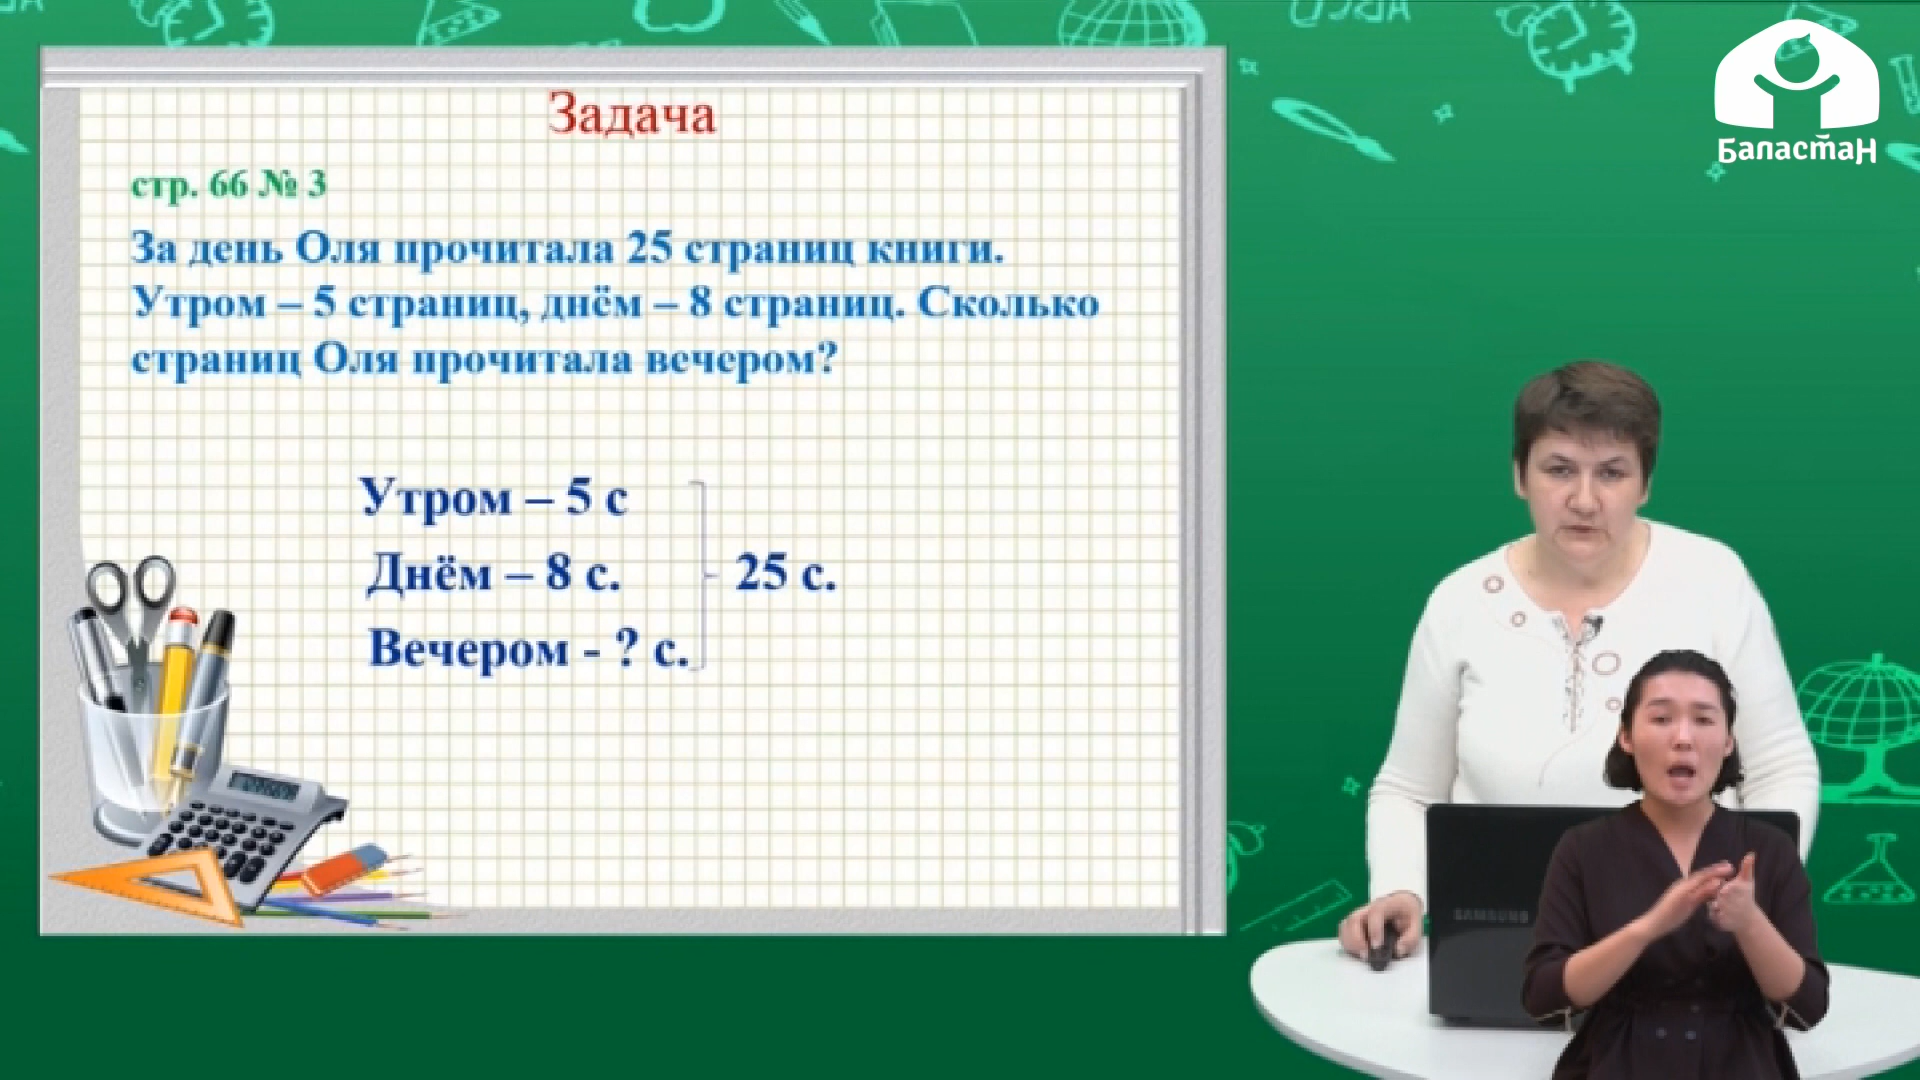 Задача
стр. 66 № 3
За день Оля прочитала 25 страниц книги.
Утром – 5 страниц, днём – 8 страниц. Сколько
страниц Оля прочитала вечером?
Утром – 5 с
Днём – 8 с.
25 с.
Вечером - ? с.
Баластан
SAMSUNG